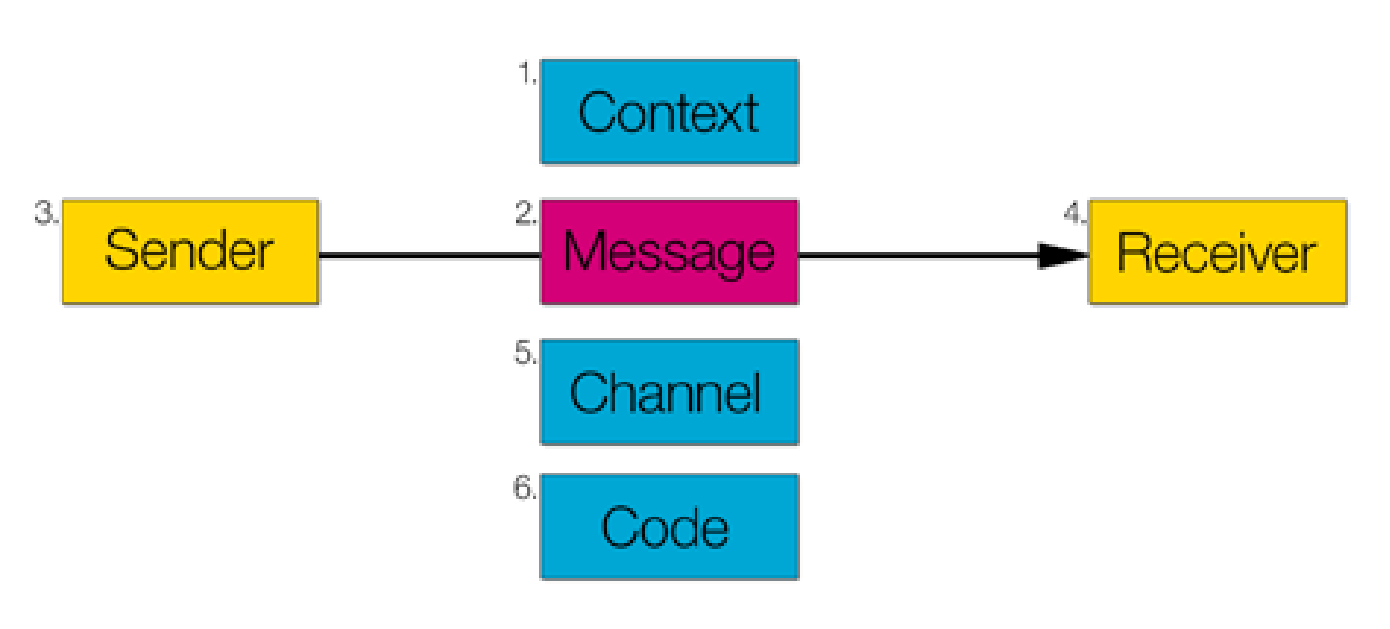 1. Context
3. Sender
2. Message
4. Receiver
5. Channel
6. Code